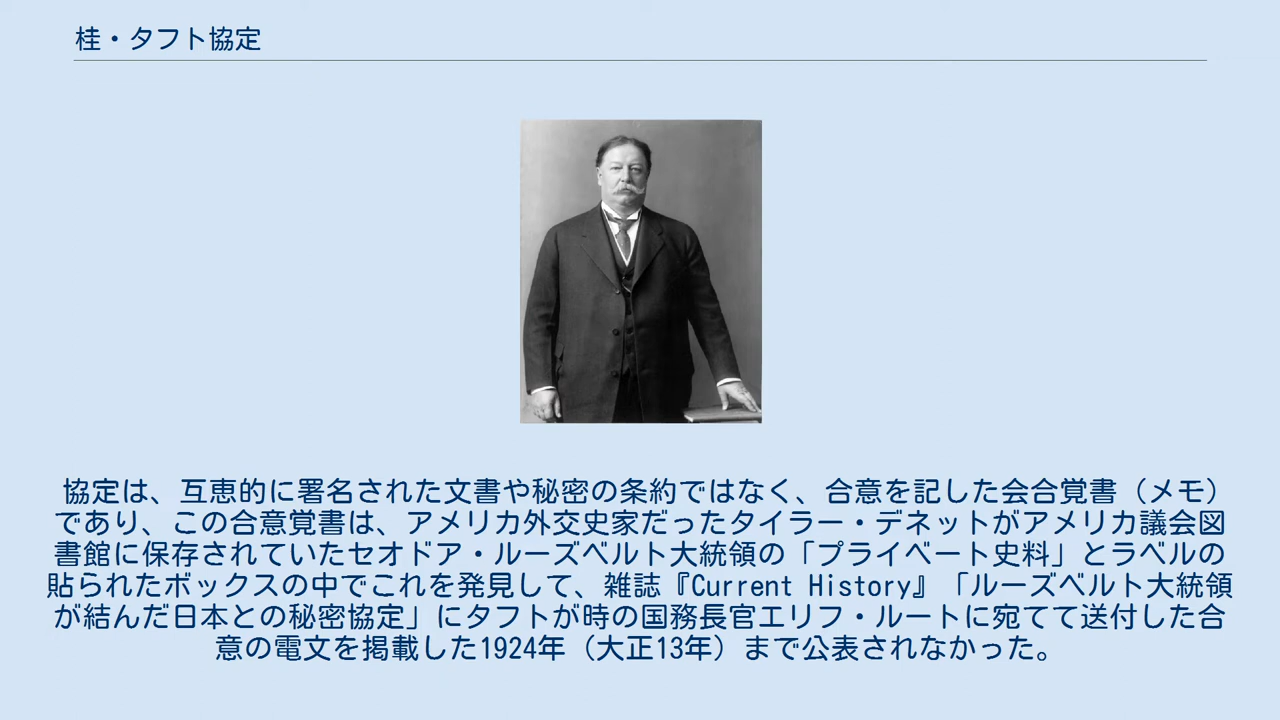 桂・タフト協定
協定は、互恵的に署名された文書や秘密の条約ではなく、合意を記した会合覚書（メモ）
であり、この合意覚書は、アメリカ外交史家だったタイラー・デネットがアメリカ議会図
書館に保存されていたセオドア・ルーズベルト大統領の「プライベート史料」とラベルの
貼られたボックスの中でこれを発見して、雑誌『Current History』「ルーズベルト大統領
が結んだ日本との秘密協定」にタフトが時の国務長官エリフ・ルートに宛てて送付した合
意の電文を掲載した1924年（大正13年）まで公表されなかった。